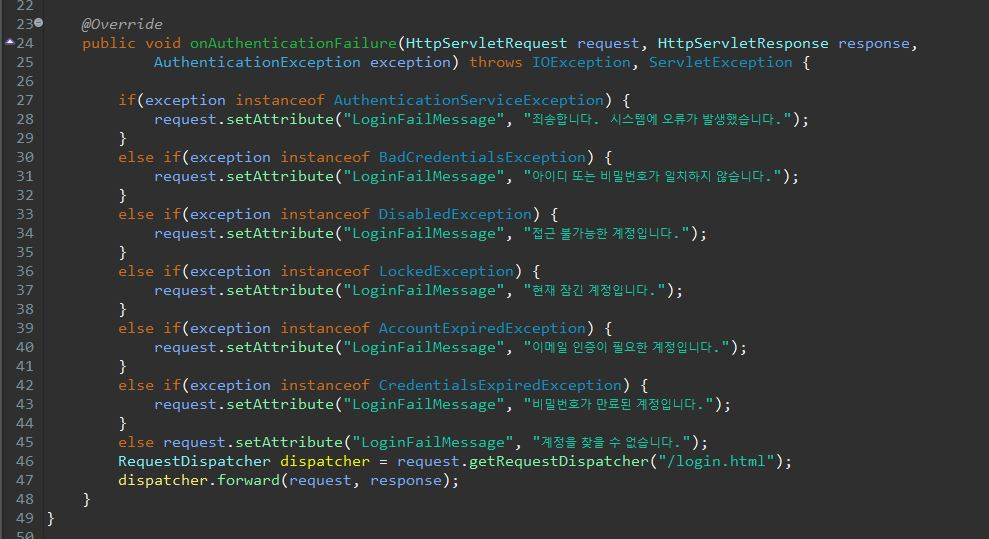 22
23 @Override
24 public void onAuthenticationFailure(HttpServletRequest request, HttpServletResponse response,
25 AuthenticationException exception) throws IOException, ServletException {
26
27 if(exception instanceof AuthenticationServiceException) {
28 request.setAttribute("LoginFailMessage", "죄송합니다. 시스템에 오류가 발생했습니다.");
29 }
30 else if(exception instanceof BadCredentialsException) {
31 request.setAttribute("LoginFailMessage", "아이디 또는 비밀번호가 일치하지 않습니다.");
32 }
33 else if(exception instanceof DisabledException) {
34 request.setAttribute("LoginFailMessage", "접근 불가능한 계정입니다.");
35 }
36 else if(exception instanceof LockedException) {
37 request.setAttribute("LoginFailMessage", "현재 잠긴 계정입니다.");
38 }
39 else if(exception instanceof AccountExpiredException) {
40 request.setAttribute("LoginFailMessage", "이메일 인증이 필요한 계정입니다.");
41 }
42 else if(exception instanceof CredentialsExpiredException) {
43 request.setAttribute("LoginFailMessage", "비밀번호가 만료된 계정입니다.");
44 }
45 else request.setAttribute("LoginFailMessage", "계정을 찾을 수 없습니다.");
46 RequestDispatcher dispatcher = request.getRequestDispatcher("/login.html");
47 dispatcher.forward(request, response);
48 }
49 }
50